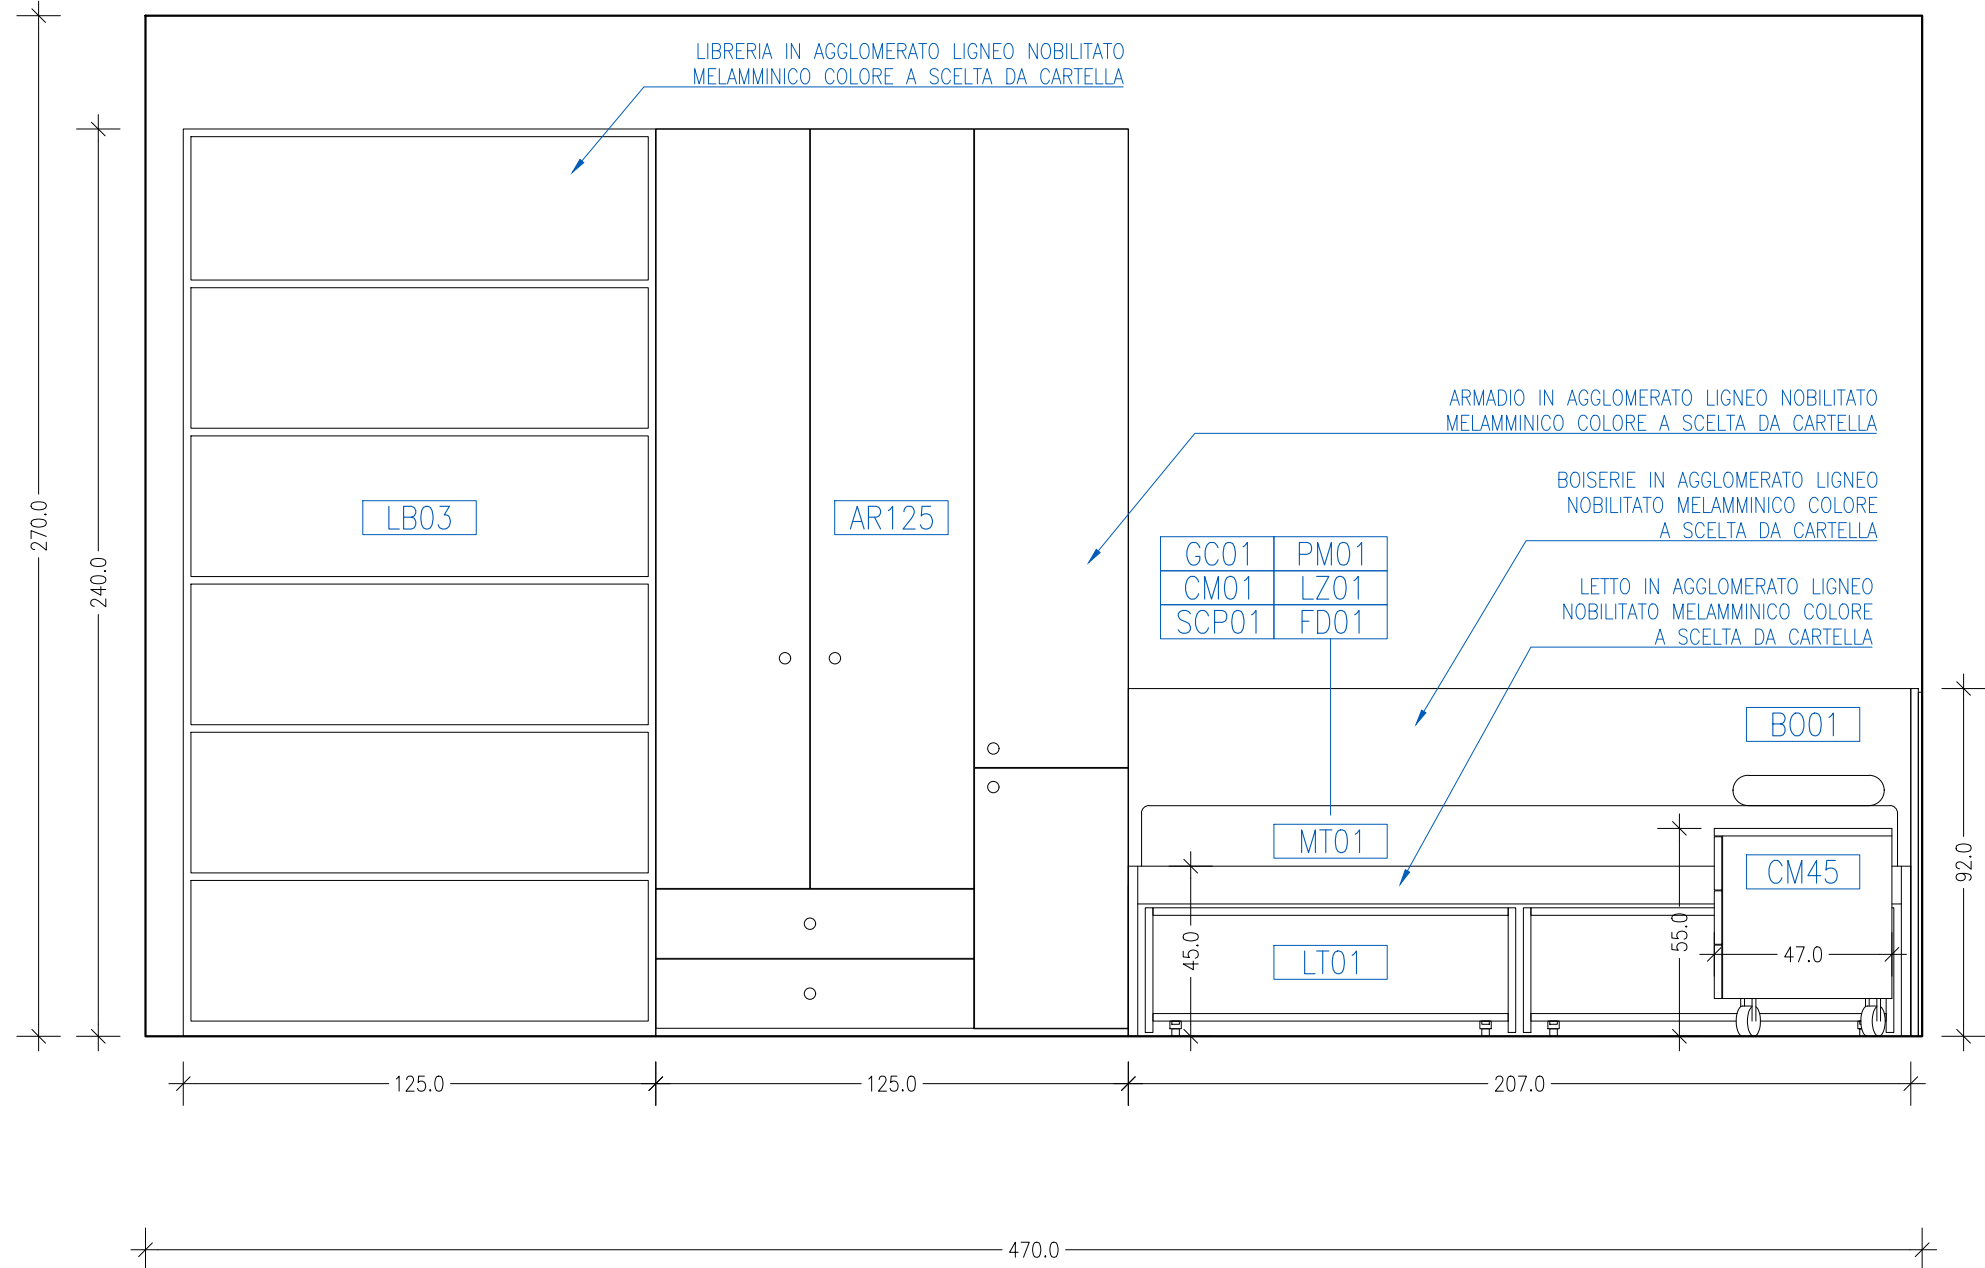 LIBRERIA IN AGGLOMERATO LIGNEO NOBILITATO
MELAMMINICO COLORE A SCELTA DA CARTELLA
ARMADIO IN AGGLOMERATO LIGNEO NOBILITATO
MELAMMINICO COLORE A SCELTA DA CARTELLA
BOISERIE IN AGGLOMERATO LIGNEO
NOBILITATO MELAMMINICO COLORE
A SCELTA DA CARTELLA
LETTO IN AGGLOMERATO LIGNEO
NOBILITATO MELAMMINICO COLORE
A SCELTA DA CARTELLA
270.0
240.0
LB03
AR125
GC01 PM01
CM01 LZ01
SCP01 FD01
BO01
MT01
CM45
LT01
45.0
55.0
47.0
92.0
125.0
125.0
207.0
470.0